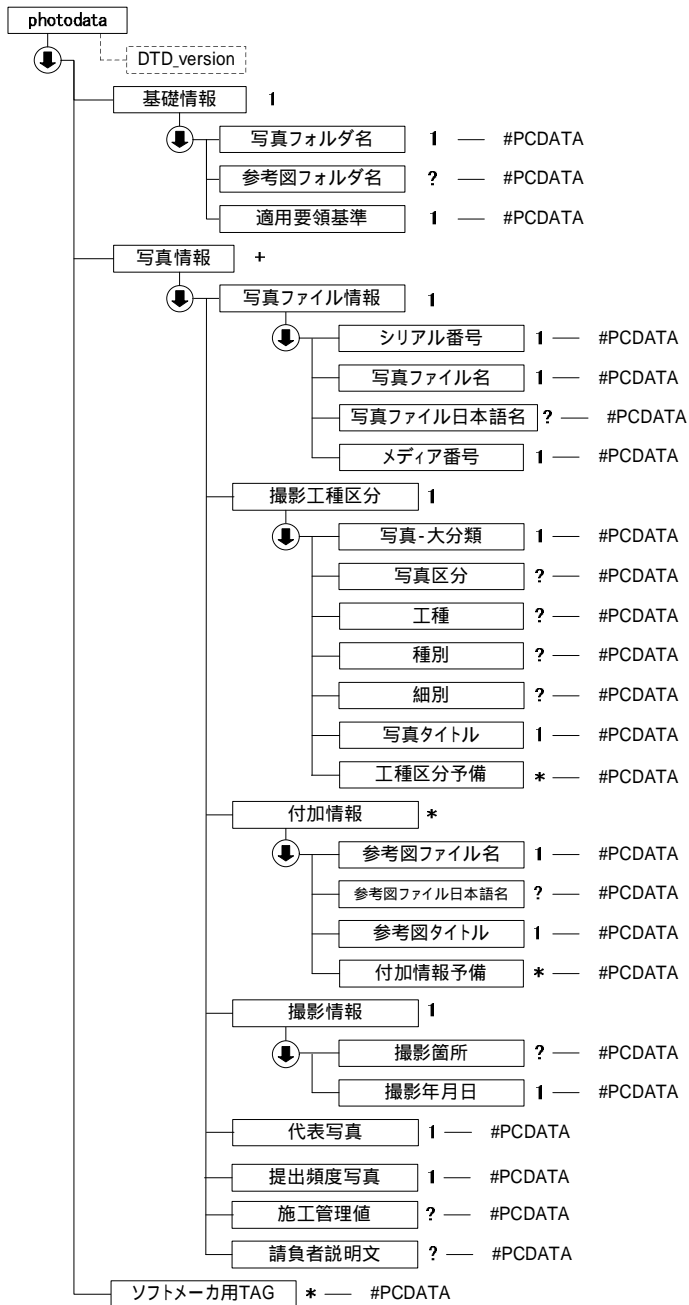 photodata
DTD_version
基礎情報 1
写真フォルダ名 1 #PCDATA
参考図フォルダ名 ? #PCDATA
適用要領基準 1 #PCDATA
写真情報 +
写真ファイル情報 1
シリアル番号 1 #PCDATA
写真ファイル名 1 #PCDATA
写真ファイル日本語名 ? #PCDATA
メディア番号 1 #PCDATA
撮影工種区分 1
写真-大分類 1 #PCDATA
写真区分 ? #PCDATA
工種 ? #PCDATA
種別 ? #PCDATA
細別 ? #PCDATA
写真タイトル 1 #PCDATA
工種区分予備 * #PCDATA
付加情報 *
参考図ファイル名 1 #PCDATA
参考図ファイル日本語名 ? #PCDATA
参考図タイトル 1 #PCDATA
付加情報予備 * #PCDATA
撮影情報 1
撮影箇所 ? #PCDATA
撮影年月日 1 #PCDATA
代表写真 1 #PCDATA
提出頻度写真 1 #PCDATA
施工管理値 ? #PCDATA
請負者説明文 ? #PCDATA
ソフトメーカ用TAG * #PCDATA